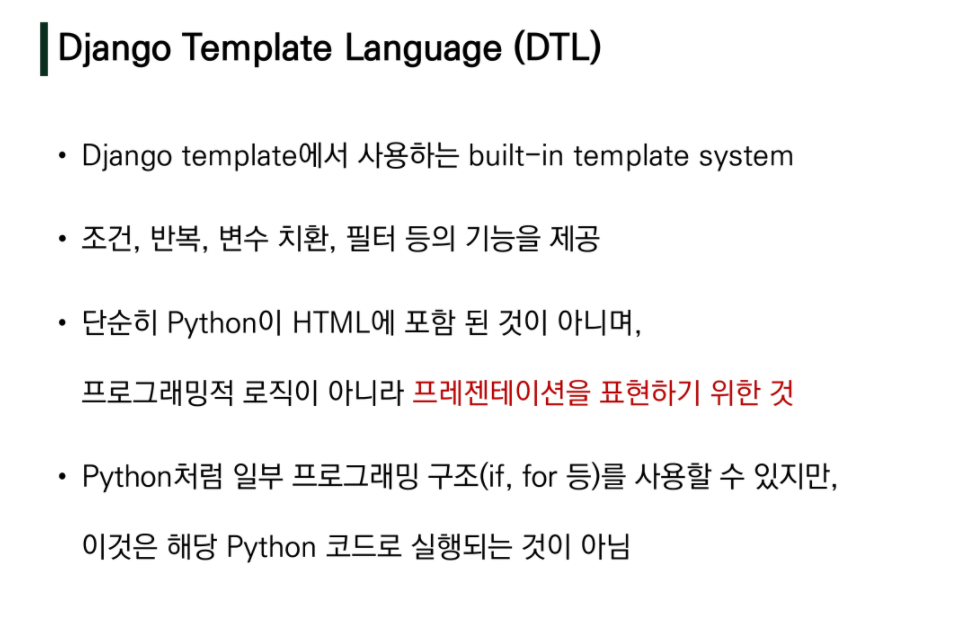 Django Template Language (DTL)
• Django template에서 사용하는 built-in template system
• 조건, 반복, 변수 치환, 필터 등의 기능을 제공
• 단순히 Python이 HTML에 포함 된 것이 아니며,
프로그래밍적 로직이 아니라 프레젠테이션을 표현하기 위한 것
• Python처럼 일부 프로그래밍 구조(if, for 등)를 사용할 수 있지만,
이것은 해당 Python 코드로 실행되는 것이 아님